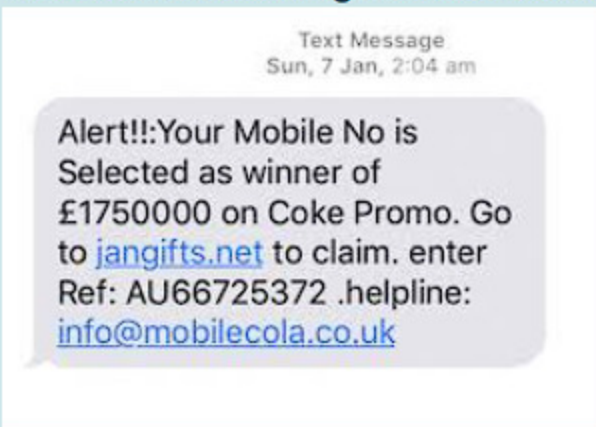 Text Message
Sun, 7 Jan, 2:04 am
Alert!!:Your Mobile No is
Selected as winner of
£1750000 on Coke Promo. Go
to jangifts.net to claim. enter
Ref: AU66725372 .helpline:
info@mobilecola.co.uk